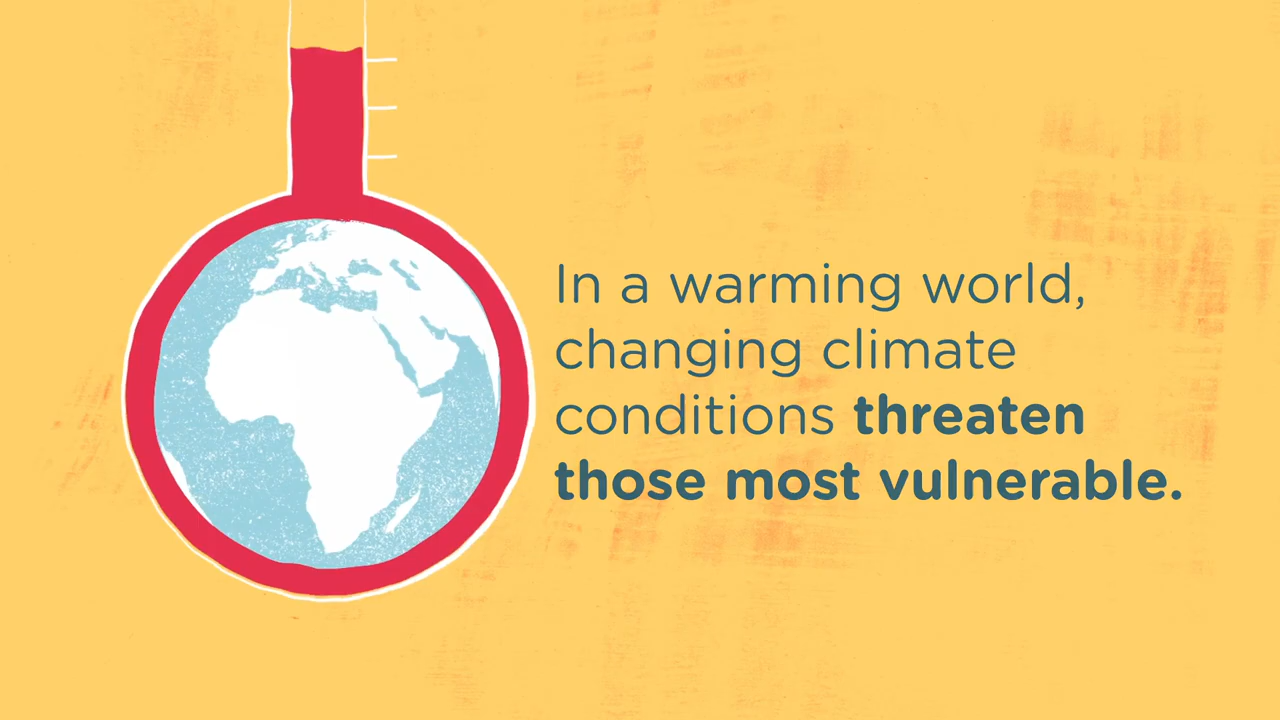 In a warming world,
changing climate
conditions threaten
those most vulnerable.